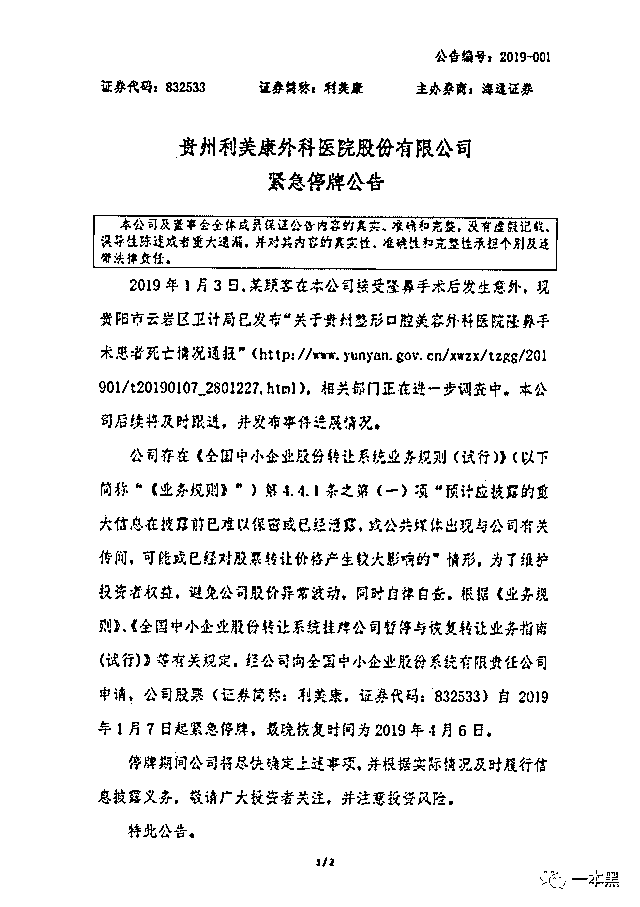 公告编号：2019-001
证券代码：832533 证券简称：利美康 主办券商：海通证券
贵州利美康外科医院股份有限公司
紧急停牌公告
本公司及董事会全体成员保证公告内容的真实、准确和完整，没有虚假记载、
误导性陈述或者重大遗漏，并对其内容的真实性、准确性和完整性承担个别及连
带法律责任。
2019 年 1 月 3 日，某顾客在本公司接受隆鼻手术后发生意外，现
贵阳市云岩区卫计局已发布“关于贵州整形口腔美容外科医院隆鼻手
术患者死亡情况通报”（http://www.yunyan.gov.cn/xwzx/tzgg/201
901/t20190107_2801227.html），相关部门正在进一步调查中。本公
司后续将及时跟进，并发布事件进展情况。
公司存在《全国中小企业股份转让系统业务规则（试行）》（以下
简称“《业务规则》”）第 4.4.1 条之第（一）项“预计应披露的重
大信息在披露前已难以保密或已经泄露，或公共媒体出现与公司有关
传闻，可能或已经对股票转让价格产生较大影响的”情形，为了维护
投资者权益，避免公司股价异常波动，同时自律自查，根据《业务规
则》、《全国中小企业股份转让系统挂牌公司暂停与恢复转让业务指南
(试行)》等有关规定，经公司向全国中小企业股份系统有限责任公司
申请，公司股票（证券简称：利美康，证券代码：832533）自 2019
年 1 月 7 日起紧急停牌，最晚恢复时间为 2019 年 4 月 6 日。
停牌期间公司将尽快确定上述事项，并根据实际情况及时履行信
息披露义务，敬请广大投资者关注，并注意投资风险。
特此公告。
1/2
一本黑